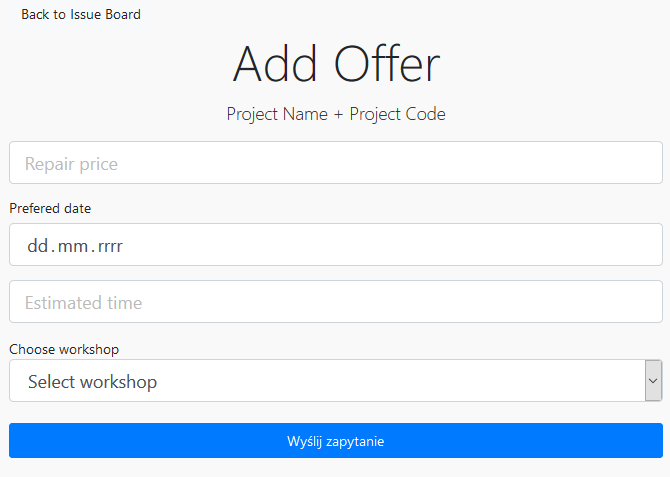 Back to Issue Board
Add Offer
Project Name + Project Code
Repair price
Prefered date
dd.mm.rrrr
Estimated time
Choose workshop
Select workshop
Wyślij zapytanie